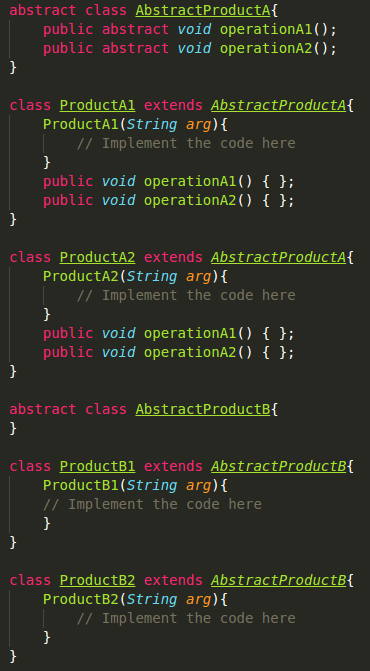 abstract class AbstractProductA{
    public abstract void operationA1();
    public abstract void operationA2();
}

class ProductA1 extends AbstractProductA{
    ProductA1(String arg){
        // Implement the code here
    }
    public void operationA1() { };
    public void operationA2() { };
}

class ProductA2 extends AbstractProductA{
    ProductA2(String arg){
        // Implement the code here
    }
    public void operationA1() { };
    public void operationA2() { };
}

abstract class AbstractProductB{
}

class ProductB1 extends AbstractProductB{
    ProductB1(String arg){
    // Implement the code here
    }
}

class ProductB2 extends AbstractProductB{
    ProductB2(String arg){
        // Implement the code here
    }
}